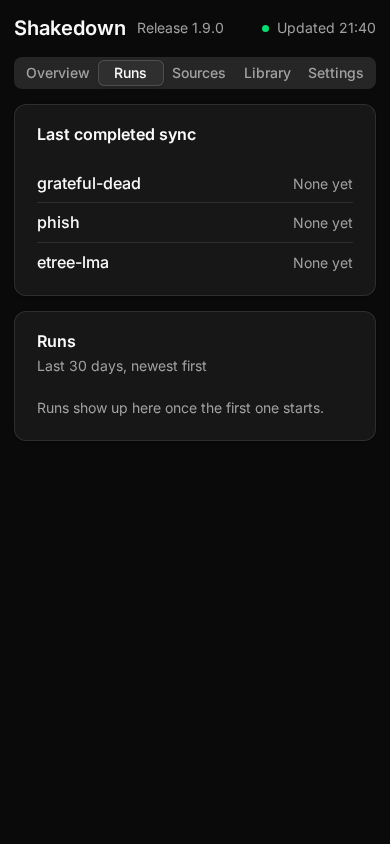 Shakedown Release 1.9.0 Updated 21:40
Overview Runs Sources Library Settings
Last completed sync
grateful-dead None yet
phish None yet
etree-lma None yet
Runs
Last 30 days, newest first
Runs show up here once the first one starts.